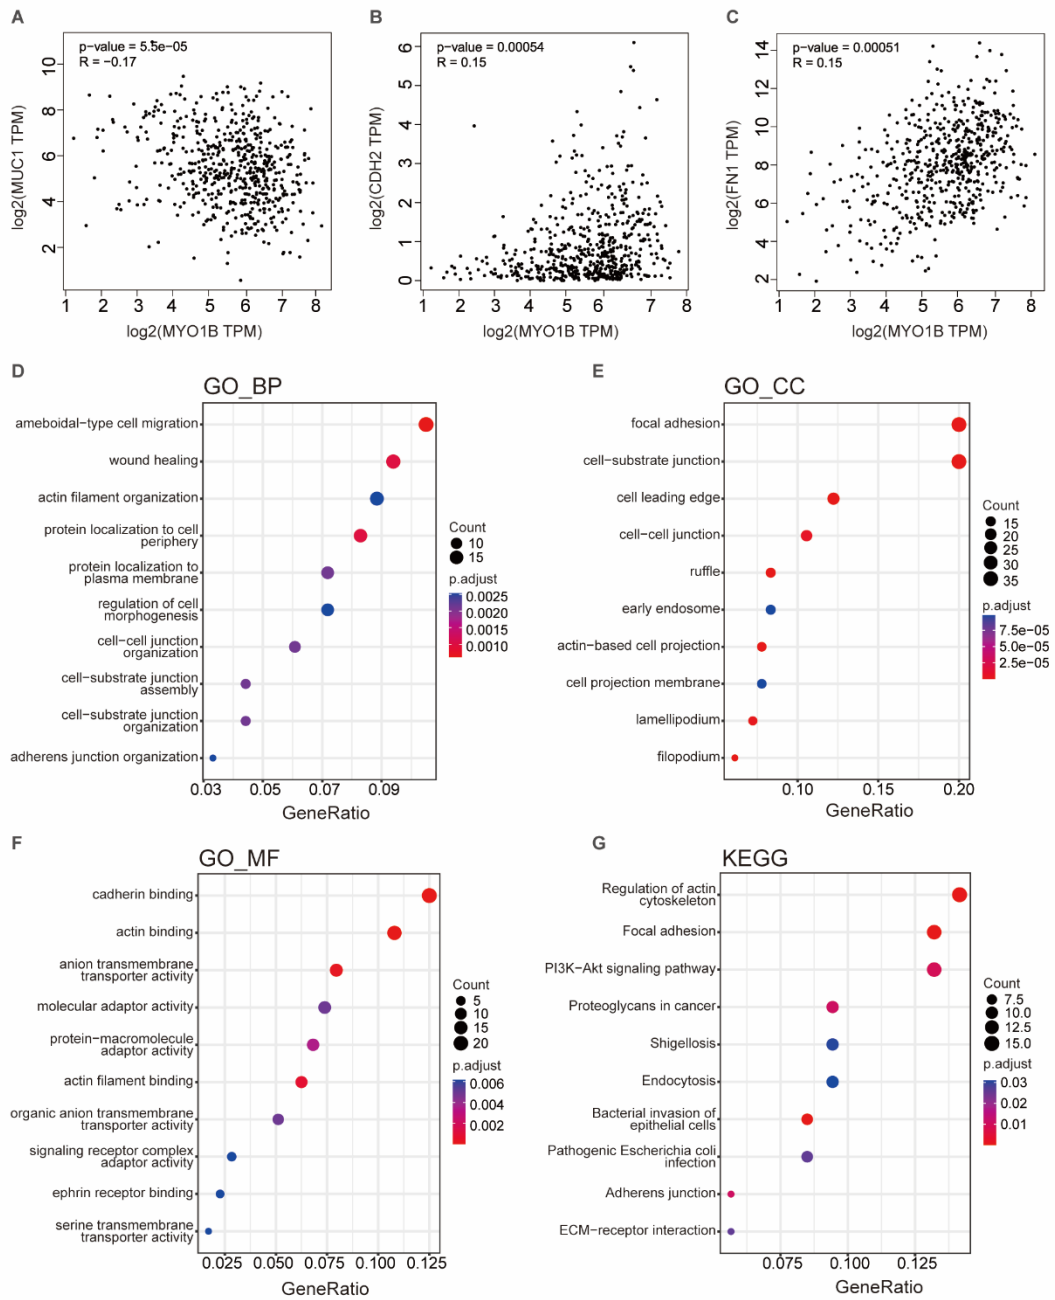 A
p-value = 5.5e-05
R = −0.17
log2(MUC1 TPM)
10
8
6
4
2
1 2 3 4 5 6 7 8
log2(MYO1B TPM)
B
p-value = 0.00054
R = 0.15
log2(CDH2 TPM)
6
5
4
3
2
1
0
1 2 3 4 5 6 7 8
log2(MYO1B TPM)
C
p-value = 0.00051
R = 0.15
log2(FN1 TPM)
14
12
10
8
6
4
2
1 2 3 4 5 6 7 8
log2(MYO1B TPM)
D
GO_BP
ameboidal-type cell migration
wound healing
actin filament organization
protein localization to cell
periphery
protein localization to
plasma membrane
regulation of cell
morphogenesis
cell−cell junction
organization
cell−substrate junction
assembly
cell−substrate junction
organization
adherens junction organization
0.03 0.05 0.07 0.09
GeneRatio
Count
10
15
p.adjust
0.0025
0.0020
0.0015
0.0010
E
GO_CC
focal adhesion
cell−substrate junction
cell leading edge
cell−cell junction
ruffle
early endosome
actin−based cell projection
cell projection membrane
lamellipodium
filopodium
0.10 0.15 0.20
GeneRatio
Count
15
20
25
30
35
p.adjust
7.5e−05
5.0e−05
2.5e−05
F
GO_MF
cadherin binding
actin binding
anion transmembrane
transporter activity
molecular adaptor activity
protein−macromolecule
adaptor activity
actin filament binding
organic anion transmembrane
transporter activity
signaling receptor complex
adaptor activity
ephrin receptor binding
serine transmembrane
transporter activity
0.025 0.050 0.075 0.100 0.125
GeneRatio
Count
5
10
15
20
p.adjust
0.006
0.004
0.002
G
KEGG
Regulation of actin
cytoskeleton
Focal adhesion
PI3K−Akt signaling pathway
Proteoglycans in cancer
Shigellosis
Endocytosis
Bacterial invasion of
epithelial cells
Pathogenic Escherichia coli
infection
Adherens junction
ECM−receptor interaction
0.075 0.100 0.125
GeneRatio
Count
7.5
10.0
12.5
15.0
p.adjust
0.03
0.02
0.01